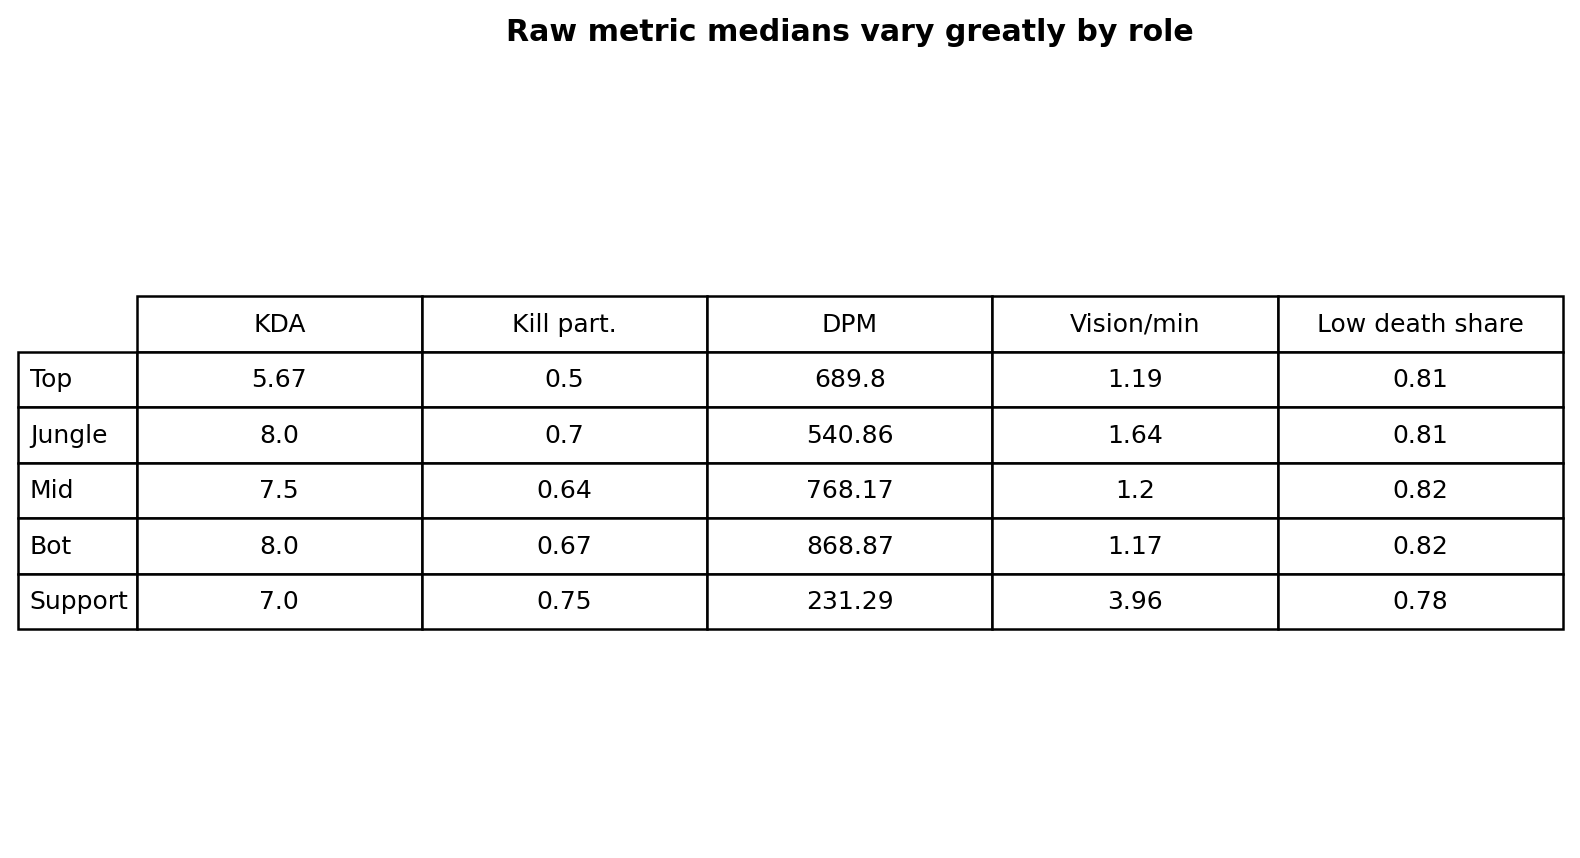 Raw metric medians vary greatly by role
KDA Kill part. DPM Vision/min Low death share
Top 5.67 0.5 689.8 1.19 0.81
Jungle 8.0 0.7 540.86 1.64 0.81
Mid 7.5 0.64 768.17 1.2 0.82
Bot 8.0 0.67 868.87 1.17 0.82
Support 7.0 0.75 231.29 3.96 0.78